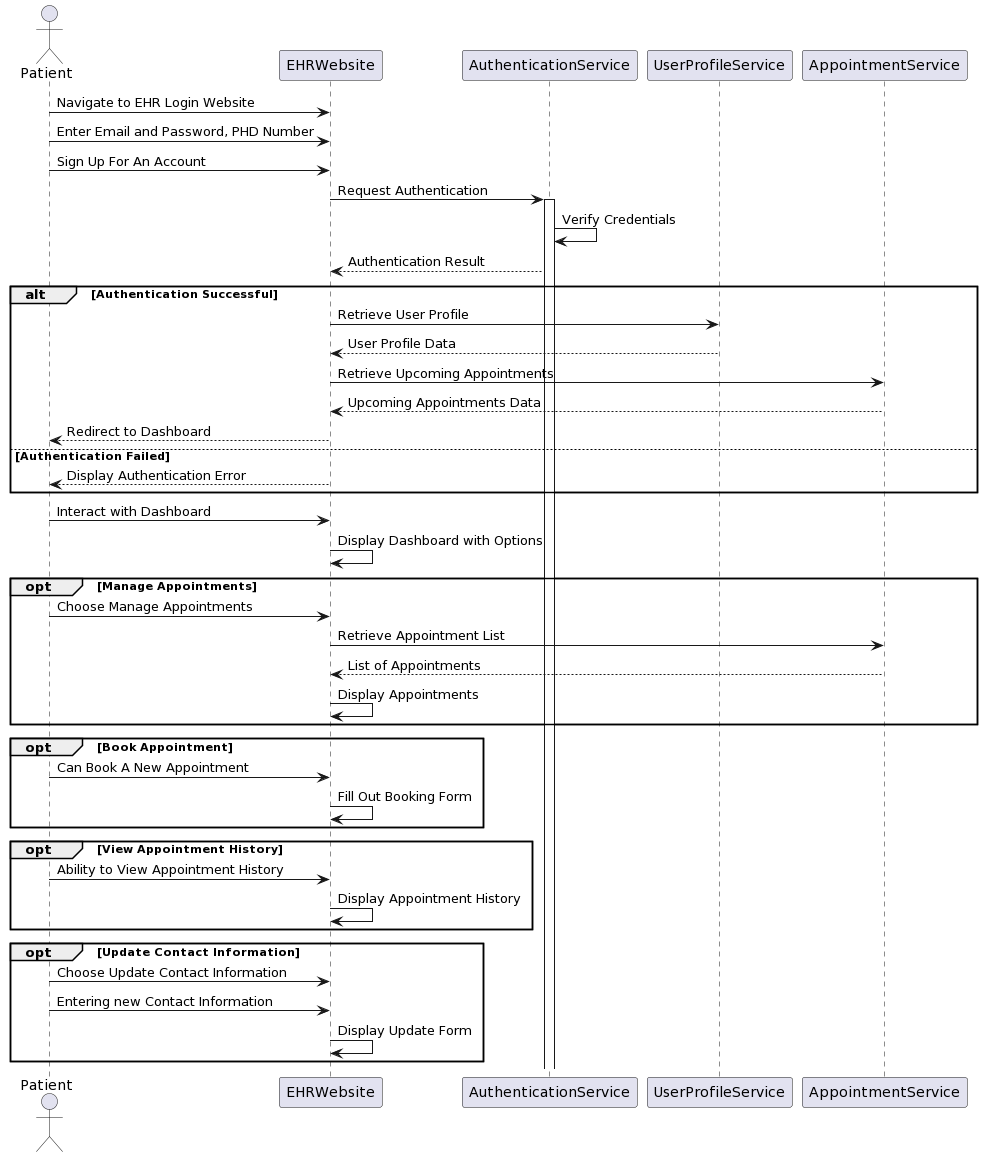 Patient
EHRWebsite
AuthenticationService
UserProfileService
AppointmentService
Navigate to EHR Login Website
Enter Email and Password, PHD Number
Sign Up For An Account
Request Authentication
Verify Credentials
Authentication Result
alt
[Authentication Successful]
Retrieve User Profile
User Profile Data
Retrieve Upcoming Appointments
Upcoming Appointments Data
Redirect to Dashboard
[Authentication Failed]
Display Authentication Error
Interact with Dashboard
Display Dashboard with Options
opt
[Manage Appointments]
Choose Manage Appointments
Retrieve Appointment List
List of Appointments
Display Appointments
opt
[Book Appointment]
Can Book A New Appointment
Fill Out Booking Form
opt
[View Appointment History]
Ability to View Appointment History
Display Appointment History
opt
[Update Contact Information]
Choose Update Contact Information
Entering new Contact Information
Display Update Form
Patient
EHRWebsite
AuthenticationService
UserProfileService
AppointmentService